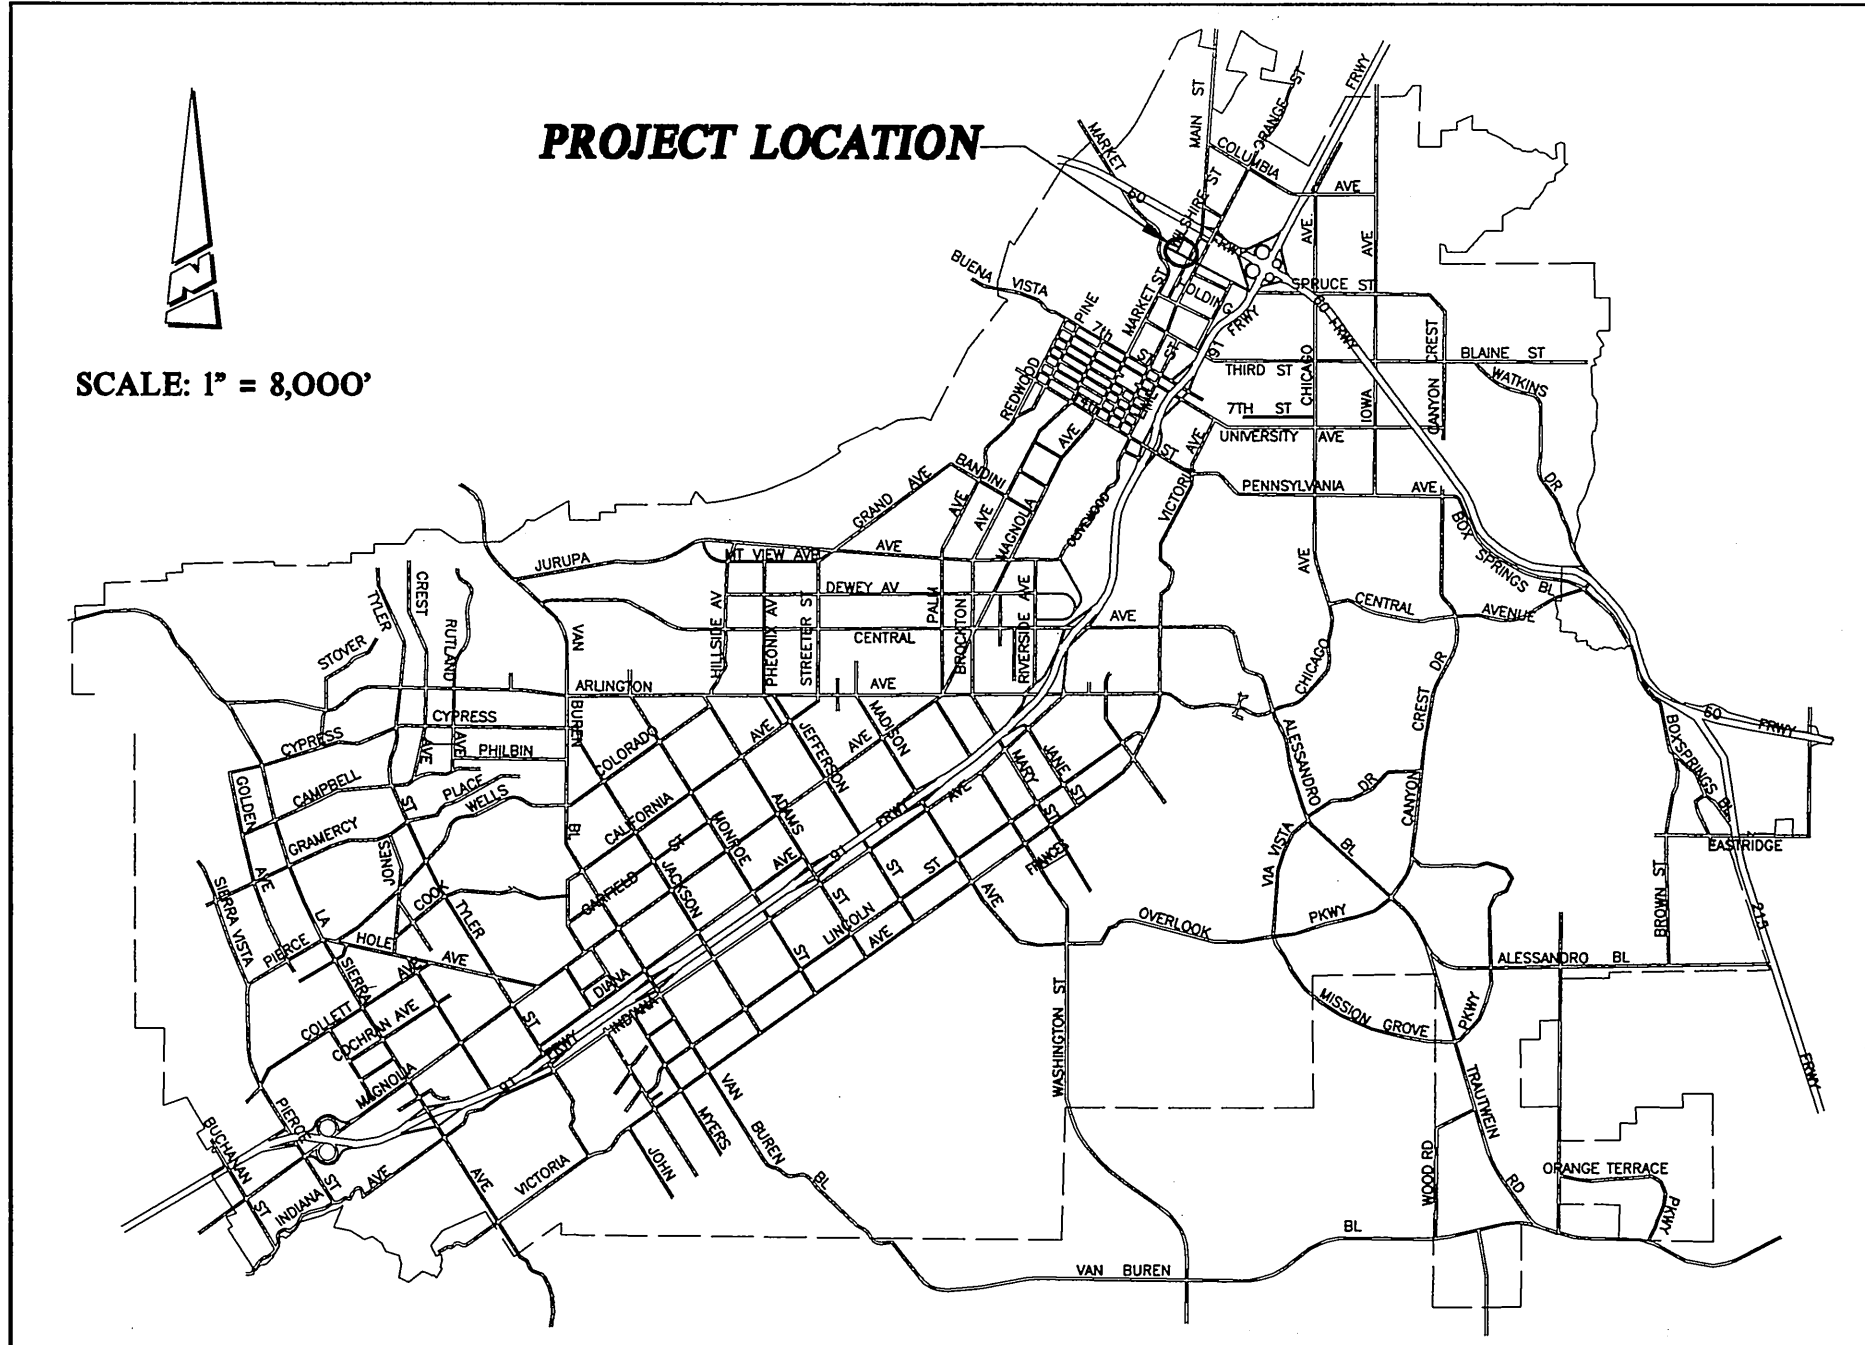 PROJECT LOCATION
SCALE: 1" = 8,000'
N
MARKET
MAIN ST
ORANGE ST
FRWY
COLUMBIA
AVE
60
FRWY
WILSHIRE ST
AVE
AVE
BUENA VISTA
MARKET ST
HOLDING
SPRUCE ST
60 FRWY
PINE
7th ST
ST
FRWY
91
REDWOOD
14th
LIME
THIRD ST
CHICAGO
IOWA
CANYON CREST
BLAINE ST
WATKINS
DR
7TH ST
UNIVERSITY AVE
AVE
ST
VICTORIA AVE
PENNSYLVANIA AVE
BOX SPRINGS BL
GRAND AVE
BANDINI
AVE
AVE
MAGNOLIA
OLIVEWOOD
AVE
JURUPA
AVE
MT VIEW AVE
DEWEY AV
CENTRAL
AVE
CENTRAL AVENUE
TYLER
CREST
RUTLAND
STOVER
VAN
BUREN
BL
HILLSIDE AV
PHEONIX AV
STREETER ST
PALM
BROCKTON
RIVERSIDE AVE
ARLINGTON
AVE
CHICAGO
CREST DR
CYPRESS
CYPRESS
AVE
AVE
PHILBIN
COLORADO
AVE
JEFFERSON
AVE
MADISON
MARY
ST
JANE
ST
FRANCES
ALESSANDRO
BL
DR
CANYON
VIA VISTA
BOXSPRINGS BL
60 FRWY
EASTRIDGE
BROWN ST
215
FRWY
GOLDEN
AVE
CAMPBELL
PLACE
GRAMERCY
ST
WELLS
JONES
COOK
CALIFORNIA
MONROE
ADAMS
AVE
GARFIELD
ST
JACKSON
91
FRWY
AVE
ST
ST
ST
LINCOLN
AVE
ST
AVE
OVERLOOK
PKWY
SIERRA VISTA
PIERCE
LA
SIERRA
HOLE
AVE
TYLER
ST
DIANA
INDIANA
COLLETT
AVE
COCHRAN AVE
MAGNOLIA
FRWY
91
WASHINGTON ST
MISSION GROVE
PKWY
ALESSANDRO BL
TRAUTWEIN
RD
WOOD RD
ORANGE TERRACE
PKWY
BUCHANAN
ST
PIERCE
ST
INDIANA
AVE
AVE
VICTORIA
JOHN
MYERS
VAN
BUREN
BL
VAN BUREN
BL